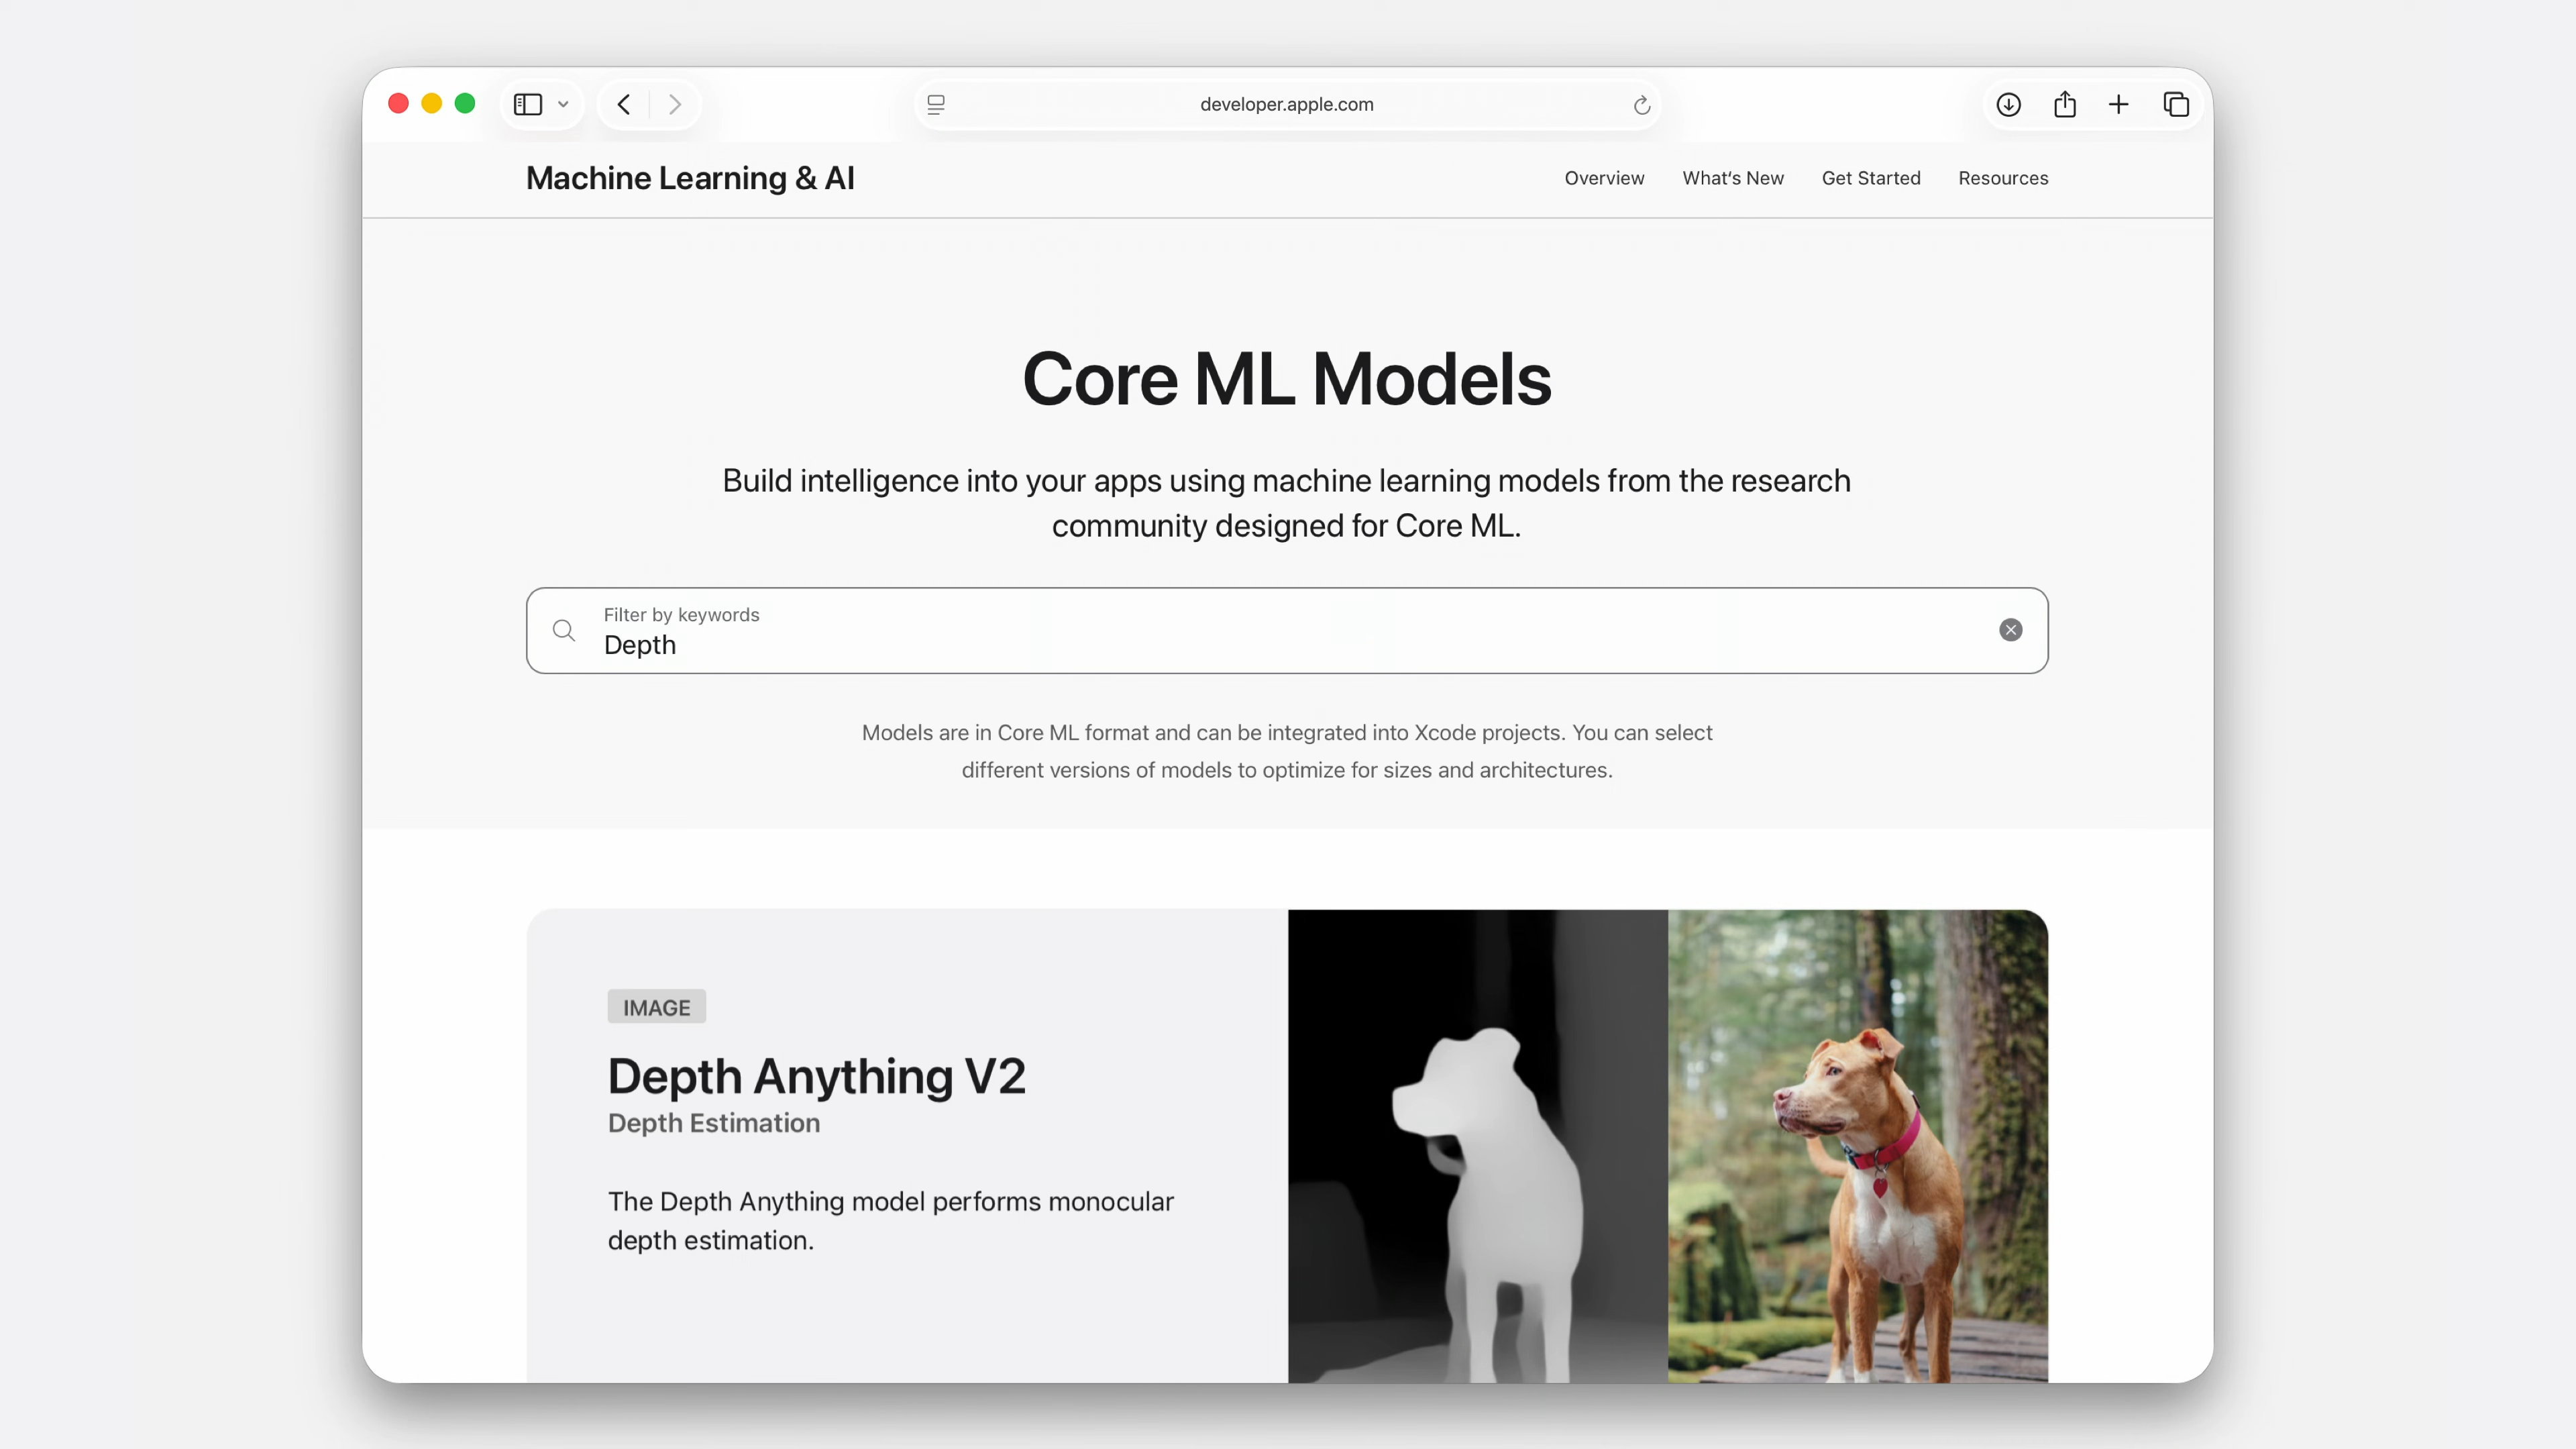 developer.apple.com
Machine Learning & AI
Overview
What's New
Get Started
Resources
Core ML Models
Build intelligence into your apps using machine learning models from the research
community designed for Core ML.
Filter by keywords
Depth
Models are in Core ML format and can be integrated into Xcode projects. You can select
different versions of models to optimize for sizes and architectures.
IMAGE
Depth Anything V2
Depth Estimation
The Depth Anything model performs monocular
depth estimation.